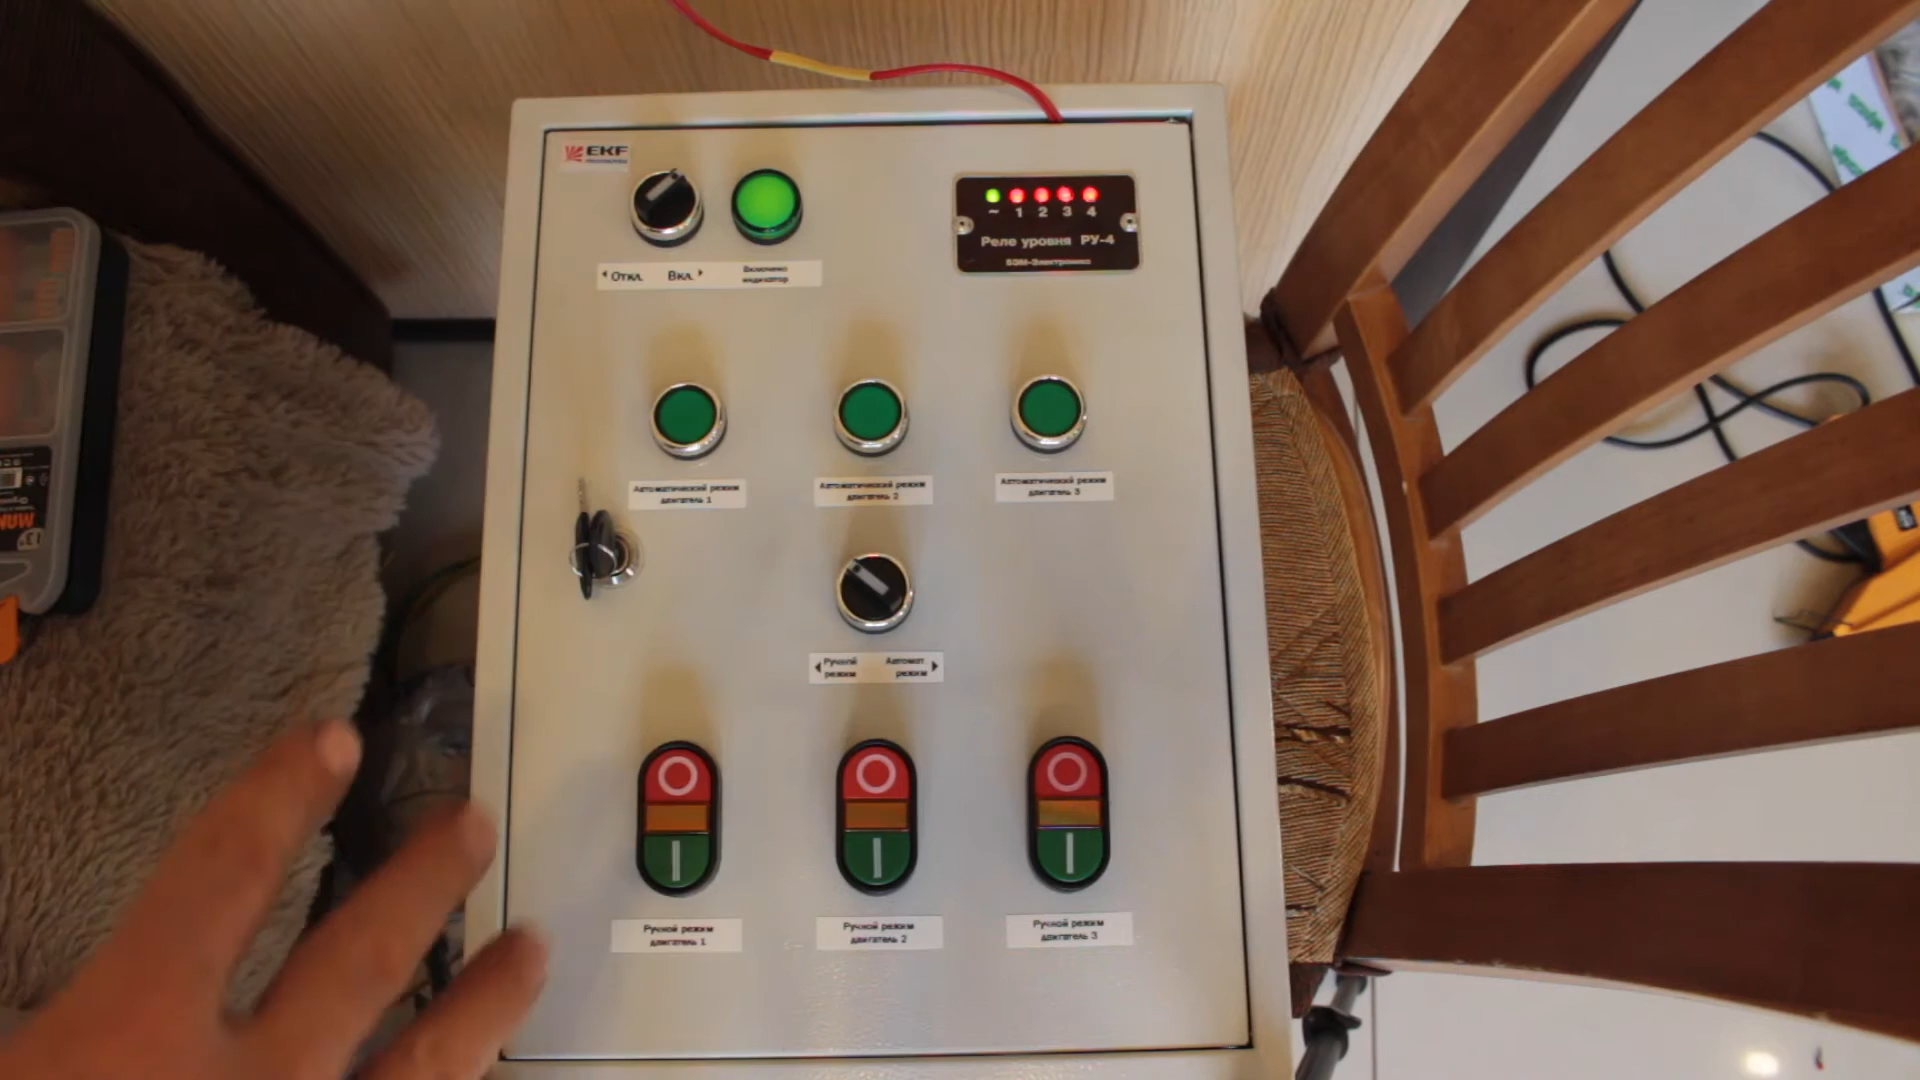 EKF
~ 1 2 3 4
Реле уровня РУ-4
БЭМ-Электроника
Откл. Вкл.
Включено
индикатор
Автоматический режим
двигатель 1
Автоматический режим
двигатель 2
Автоматический режим
двигатель 3
Ручной Автомат
режим режим
Ручной режим
двигатель 1
Ручной режим
двигатель 2
Ручной режим
двигатель 3